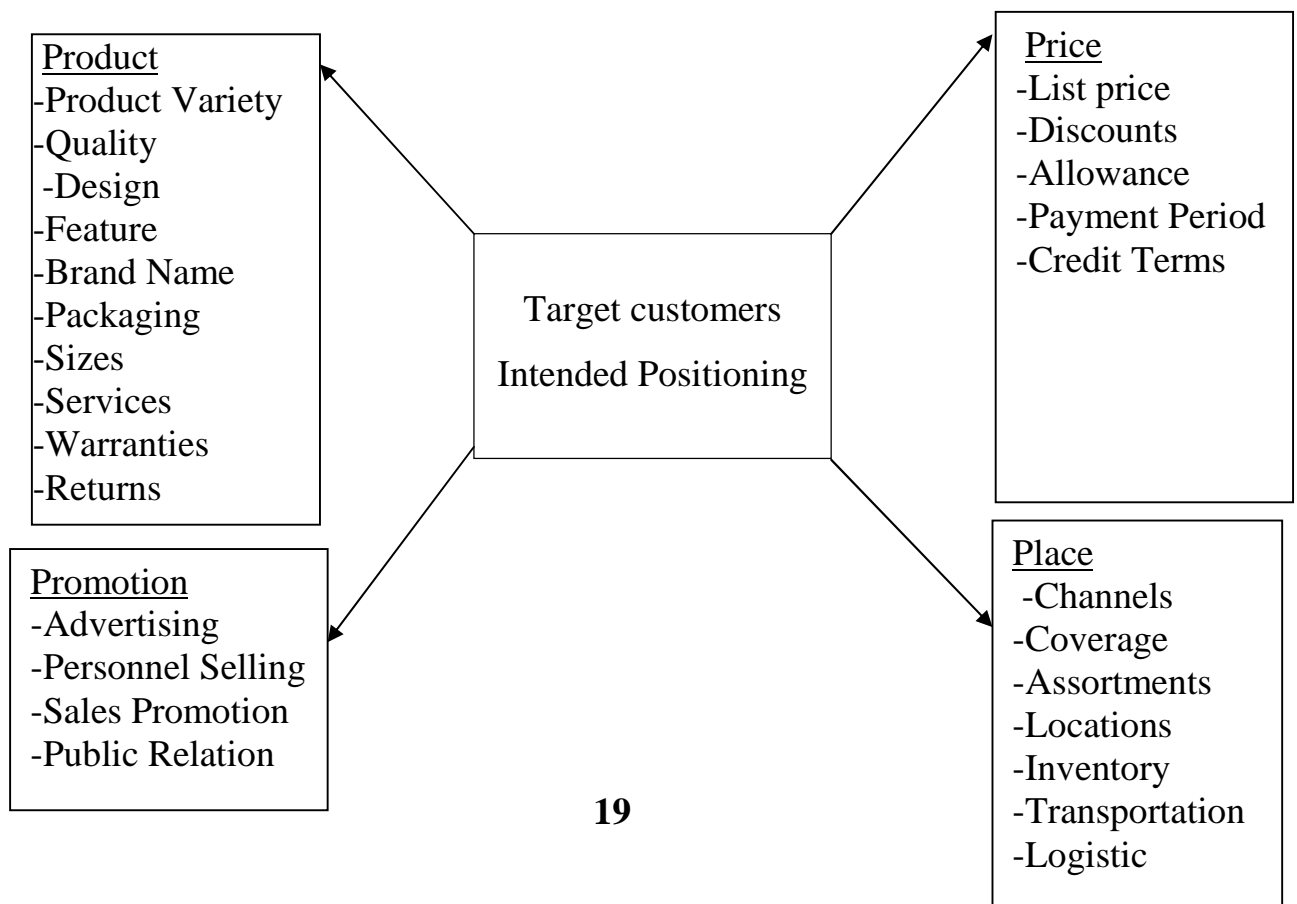 Product
-Product Variety
-Quality
-Design
-Feature
-Brand Name
-Packaging
-Sizes
-Services
-Warranties
-Returns
Price
-List price
-Discounts
-Allowance
-Payment Period
-Credit Terms
Target customers
Intended Positioning
Promotion
-Advertising
-Personnel Selling
-Sales Promotion
-Public Relation
Place
-Channels
-Coverage
-Assortments
-Locations
-Inventory
-Transportation
-Logistic
19